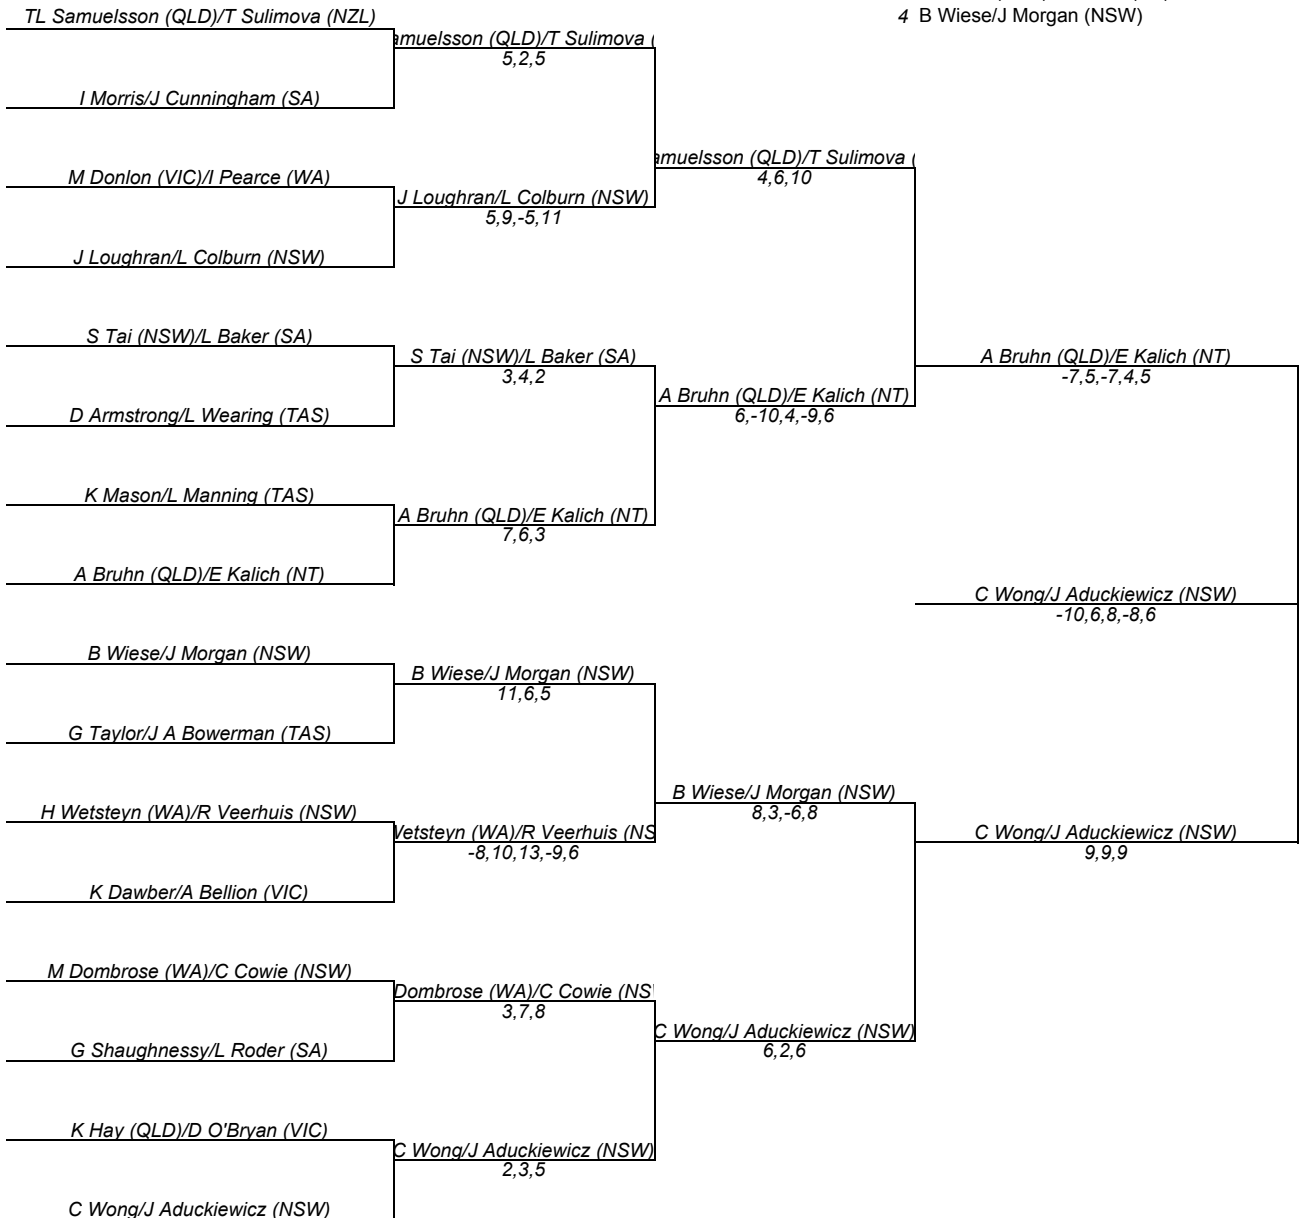 TL Samuelsson (QLD)/T Sulimova (NZL)
4 B Wiese/J Morgan (NSW)
amuelsson (QLD)/T Sulimova (
5,2,5
I Morris/J Cunningham (SA)
amuelsson (QLD)/T Sulimova (
4,6,10
M Donlon (VIC)/I Pearce (WA)
J Loughran/L Colburn (NSW)
5,9,-5,11
J Loughran/L Colburn (NSW)
S Tai (NSW)/L Baker (SA)
S Tai (NSW)/L Baker (SA)
3,4,2
A Bruhn (QLD)/E Kalich (NT)
-7,5,-7,4,5
A Bruhn (QLD)/E Kalich (NT)
6,-10,4,-9,6
D Armstrong/L Wearing (TAS)
K Mason/L Manning (TAS)
A Bruhn (QLD)/E Kalich (NT)
7,6,3
A Bruhn (QLD)/E Kalich (NT)
C Wong/J Aduckiewicz (NSW)
-10,6,8,-8,6
B Wiese/J Morgan (NSW)
B Wiese/J Morgan (NSW)
11,6,5
G Taylor/J A Bowerman (TAS)
B Wiese/J Morgan (NSW)
8,3,-6,8
H Wetsteyn (WA)/R Veerhuis (NSW)
Wetsteyn (WA)/R Veerhuis (NS
-8,10,13,-9,6
C Wong/J Aduckiewicz (NSW)
9,9,9
K Dawber/A Bellion (VIC)
M Dombrose (WA)/C Cowie (NSW)
Dombrose (WA)/C Cowie (NS
3,7,8
G Shaughnessy/L Roder (SA)
C Wong/J Aduckiewicz (NSW)
6,2,6
K Hay (QLD)/D O'Bryan (VIC)
C Wong/J Aduckiewicz (NSW)
2,3,5
C Wong/J Aduckiewicz (NSW)